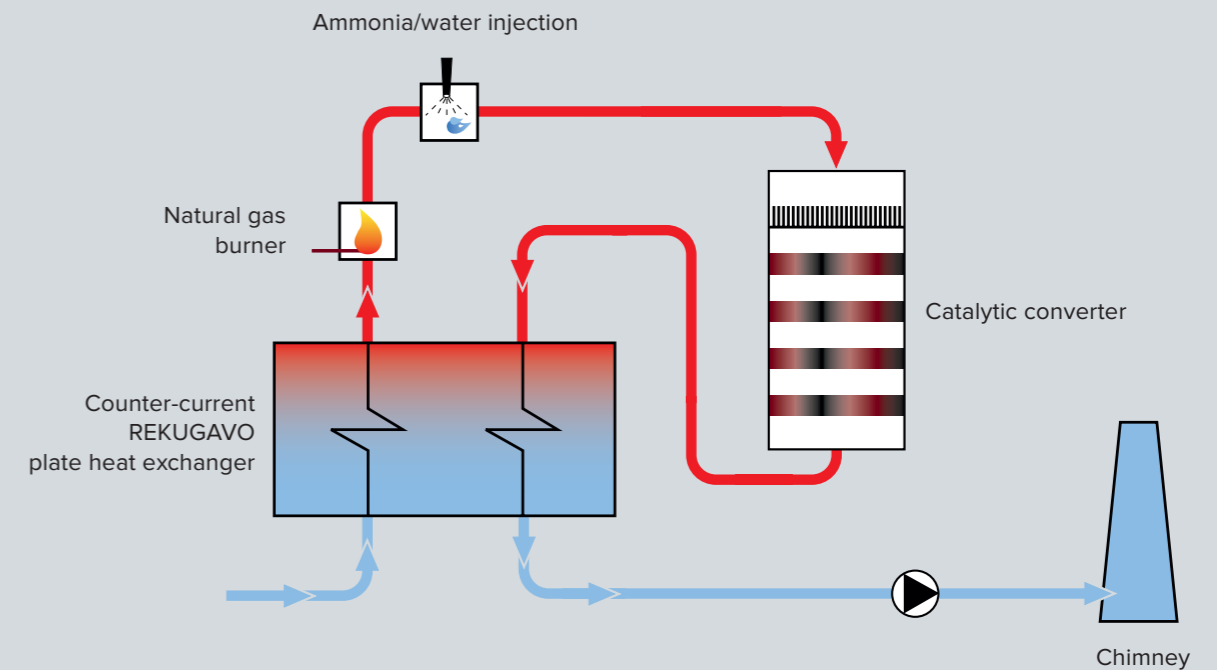 Ammonia/water injection
Natural gas
burner
Catalytic converter
Counter-current
REKUGAVO
plate heat exchanger
Chimney